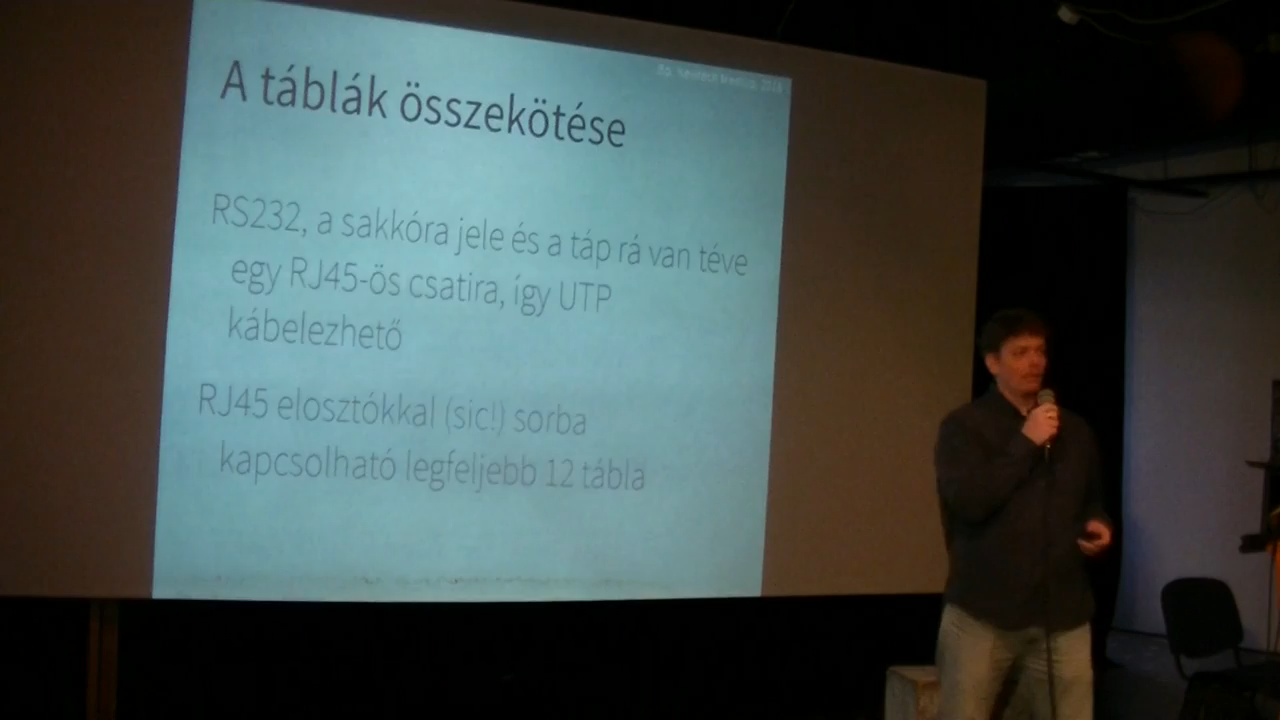 A táblák összekötése
RS232, a sakkóra jele és a táp rá van téve
egy RJ45-ös csatira, így UTP
kábelezhető
RJ45 elosztókkal (sic!) sorba
kapcsolható legfeljebb 12 tábla